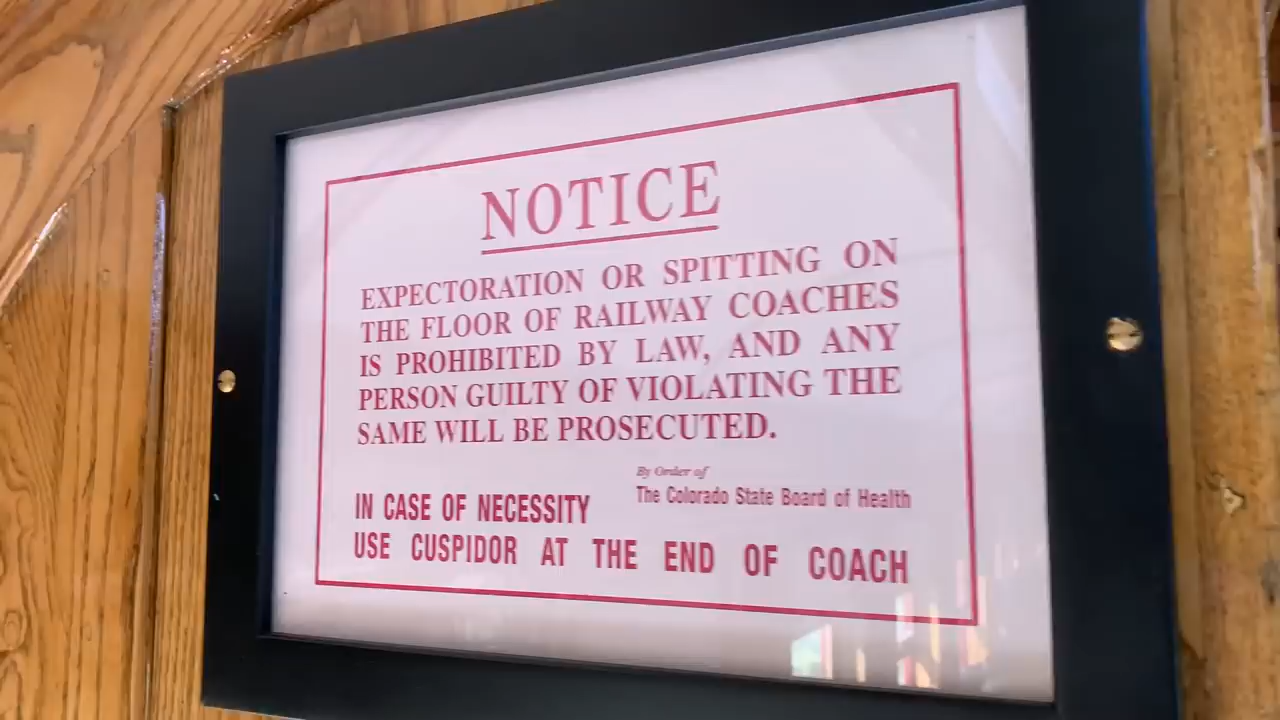 NOTICE
EXPECTORATION OR SPITTING ON
THE FLOOR OF RAILWAY COACHES
IS PROHIBITED BY LAW, AND ANY
PERSON GUILTY OF VIOLATING THE
SAME WILL BE PROSECUTED.
By Order of
The Colorado State Board of Health
IN CASE OF NECESSITY
USE CUSPIDOR AT THE END OF COACH